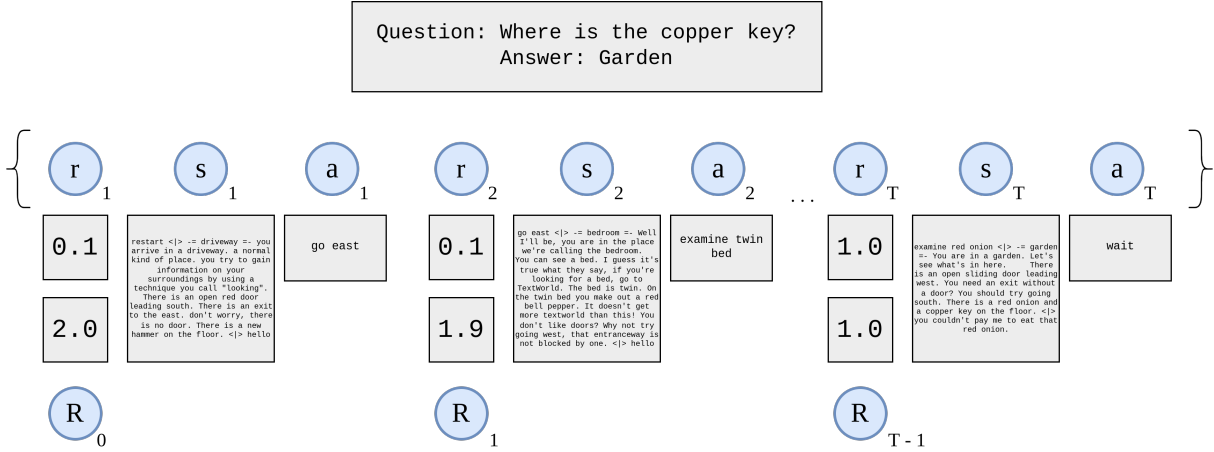 Question: Where is the copper key?
Answer: Garden
r 1 s 1 a 1 r 2 s 2 a 2 ... r T s T a T
0.1
2.0
restart <|> -= driveway =- you
arrive in a driveway. a normal
kind of place. you try to gain
information on your
surroundings by using a
technique you call "looking".
There is an open red door
leading south. There is an exit
to the east. don't worry, there
is no door. There is a new
hammer on the floor. <|> hello
go east
0.1
1.9
go east <|> -= bedroom =- Well
I'll be, you are in the place
we're calling the bedroom.
You can see a bed. I guess it's
true what they say, if you're
looking for a bed, go to
TextWorld. The bed is twin. On
the twin bed you make out a red
bell pepper. It doesn't get
more textworld than this! You
don't like doors? Why not try
going west, that entranceway is
not blocked by one. <|> hello
examine twin
bed
1.0
1.0
examine red onion <|> -= garden
=- You are in a garden. Let's
see what's in here. There
is an open sliding door leading
west. You need an exit without
a door? You should try going
south. There is a red onion and
a copper key on the floor. <|>
you couldn't pay me to eat that
red onion.
wait
R 0 R 1 R T - 1